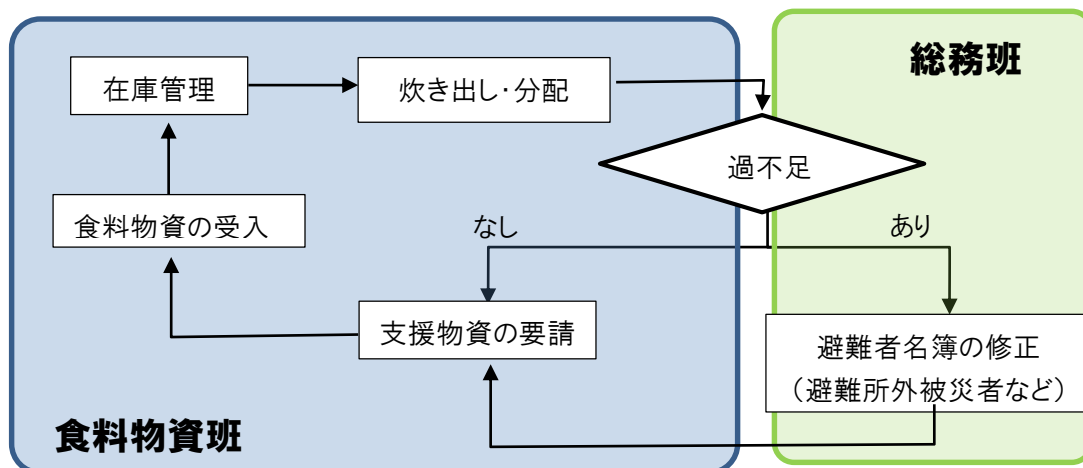 総務班
在庫管理
炊き出し・分配
過不足
食料物資の受入
なし
あり
支援物資の要請
避難者名簿の修正
（避難所外被災者など）
食料物資班